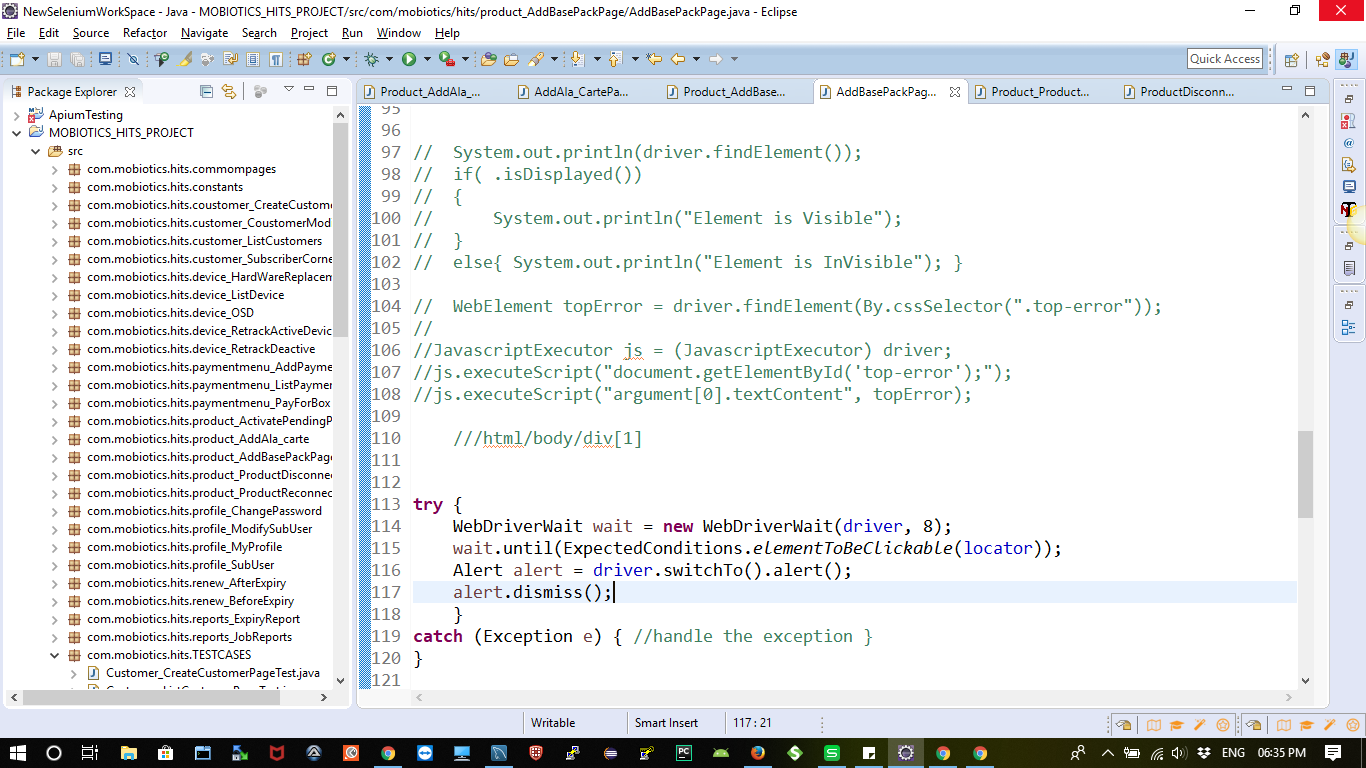 NewSeleniumWorkSpace - Java - MOBIOTICS_HITS_PROJECT/src/com/mobiotics/hits/product_AddBasePackPage/AddBasePackPage.java - Eclipse
File Edit Source Refactor Navigate Search Project Run Window Help
Quick Access
Package Explorer
Product_AddAla_... AddAla_CartePa... Product_AddBase... AddBasePackPag... Product_Product... ProductDisconn...
ApiumTesting
MOBIOTICS_HITS_PROJECT
src
com.mobiotics.hits.commompages
com.mobiotics.hits.constants
com.mobiotics.hits.coustomer_CreateCustome
com.mobiotics.hits.customer_CoustomerMod
com.mobiotics.hits.customer_ListCustomers
com.mobiotics.hits.customer_SubscriberCorne
com.mobiotics.hits.device_HardWareReplacem
com.mobiotics.hits.device_ListDevice
com.mobiotics.hits.device_OSD
com.mobiotics.hits.device_RetrackActiveDevic
com.mobiotics.hits.device_RetrackDeactive
com.mobiotics.hits.paymentmenu_AddPayme
com.mobiotics.hits.paymentmenu_ListPaymer
com.mobiotics.hits.paymentmenu_PayForBox
com.mobiotics.hits.product_ActivatePendingP
com.mobiotics.hits.product_AddAla_carte
com.mobiotics.hits.product_AddBasePackPage
com.mobiotics.hits.product_ProductDisconne
com.mobiotics.hits.product_ProductReconnec
com.mobiotics.hits.profile_ChangePassword
com.mobiotics.hits.profile_ModifySubUser
com.mobiotics.hits.profile_MyProfile
com.mobiotics.hits.profile_SubUser
com.mobiotics.hits.renew_AfterExpiry
com.mobiotics.hits.renew_BeforeExpiry
com.mobiotics.hits.reports_ExpiryReport
com.mobiotics.hits.reports_JobReports
com.mobiotics.hits.TESTCASES
Customer_CreateCustomerPageTest.java
95
96
97 // System.out.println(driver.findElement());
98 // if( .isDisplayed())
99 // {
100 // System.out.println("Element is Visible");
101 // }
102 // else{ System.out.println("Element is InVisible"); }
103
104 // WebElement topError = driver.findElement(By.cssSelector(".top-error"));
105 //
106 //JavascriptExecutor js = (JavascriptExecutor) driver;
107 //js.executeScript("document.getElementById('top-error');");
108 //js.executeScript("argument[0].textContent", topError);
109
110 ///html/body/div[1]
111
112
113 try {
114 WebDriverWait wait = new WebDriverWait(driver, 8);
115 wait.until(ExpectedConditions.elementToBeClickable(locator));
116 Alert alert = driver.switchTo().alert();
117 alert.dismiss();
118 }
119 catch (Exception e) { //handle the exception }
120 }
121
Writable Smart Insert 117 : 21
ENG 06:35 PM